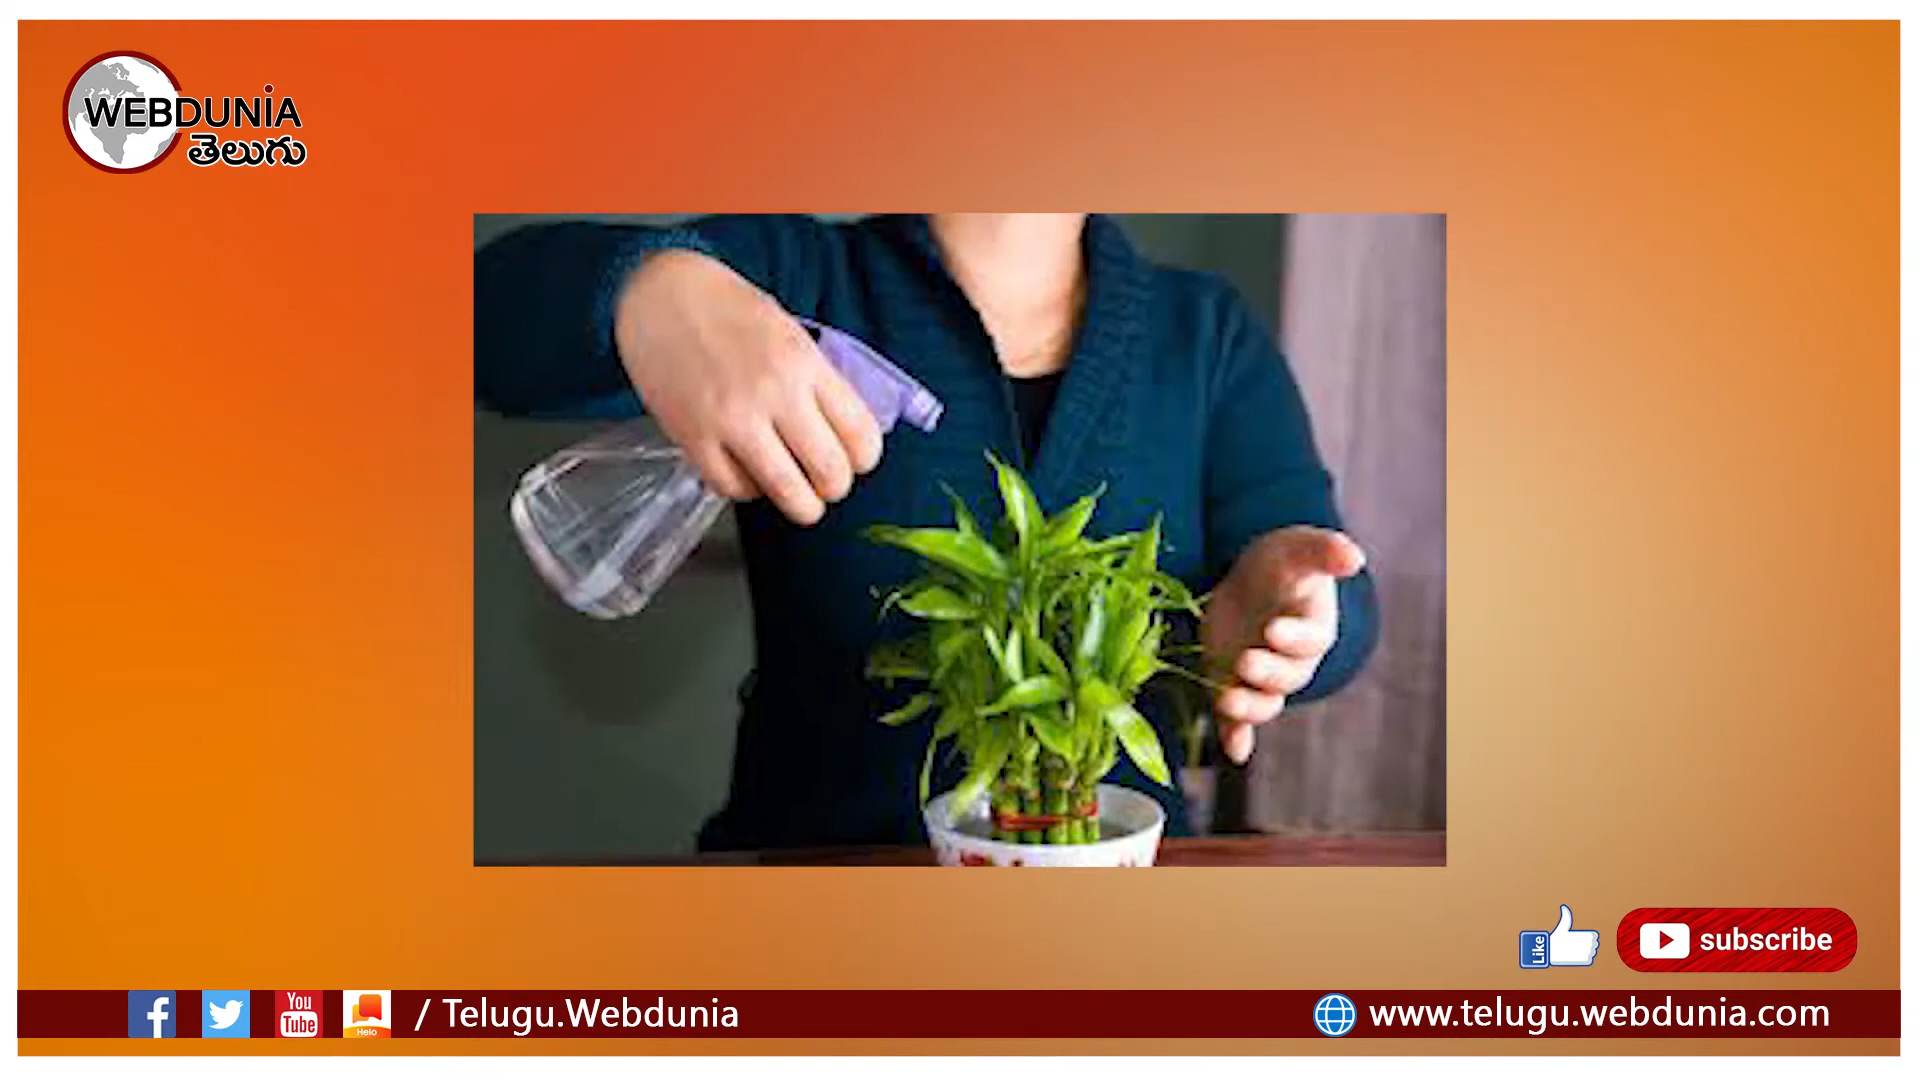 WEBDUNIA
తెలుగు
Like
subscribe
You
Tube
Helo
/ Telugu.Webdunia
www.telugu.webdunia.com